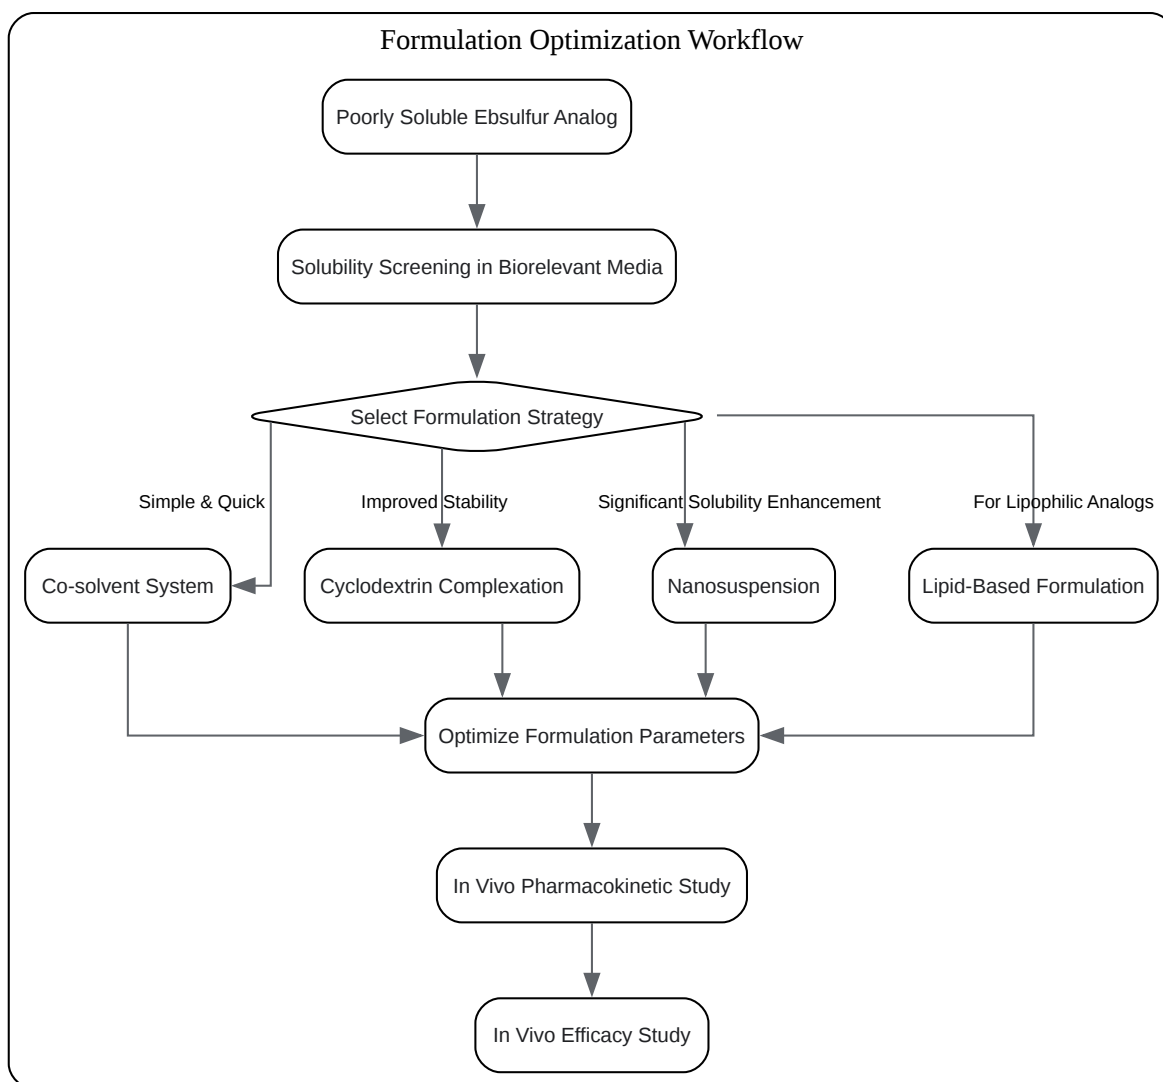 Formulation Optimization Workflow
Poorly Soluble Ebsulfur Analog
Solubility Screening in Biorelevant Media
Select Formulation Strategy
Simple & Quick
Improved Stability
Significant Solubility Enhancement
For Lipophilic Analogs
Co-solvent System
Cyclodextrin Complexation
Nanosuspension
Lipid-Based Formulation
Optimize Formulation Parameters
In Vivo Pharmacokinetic Study
In Vivo Efficacy Study